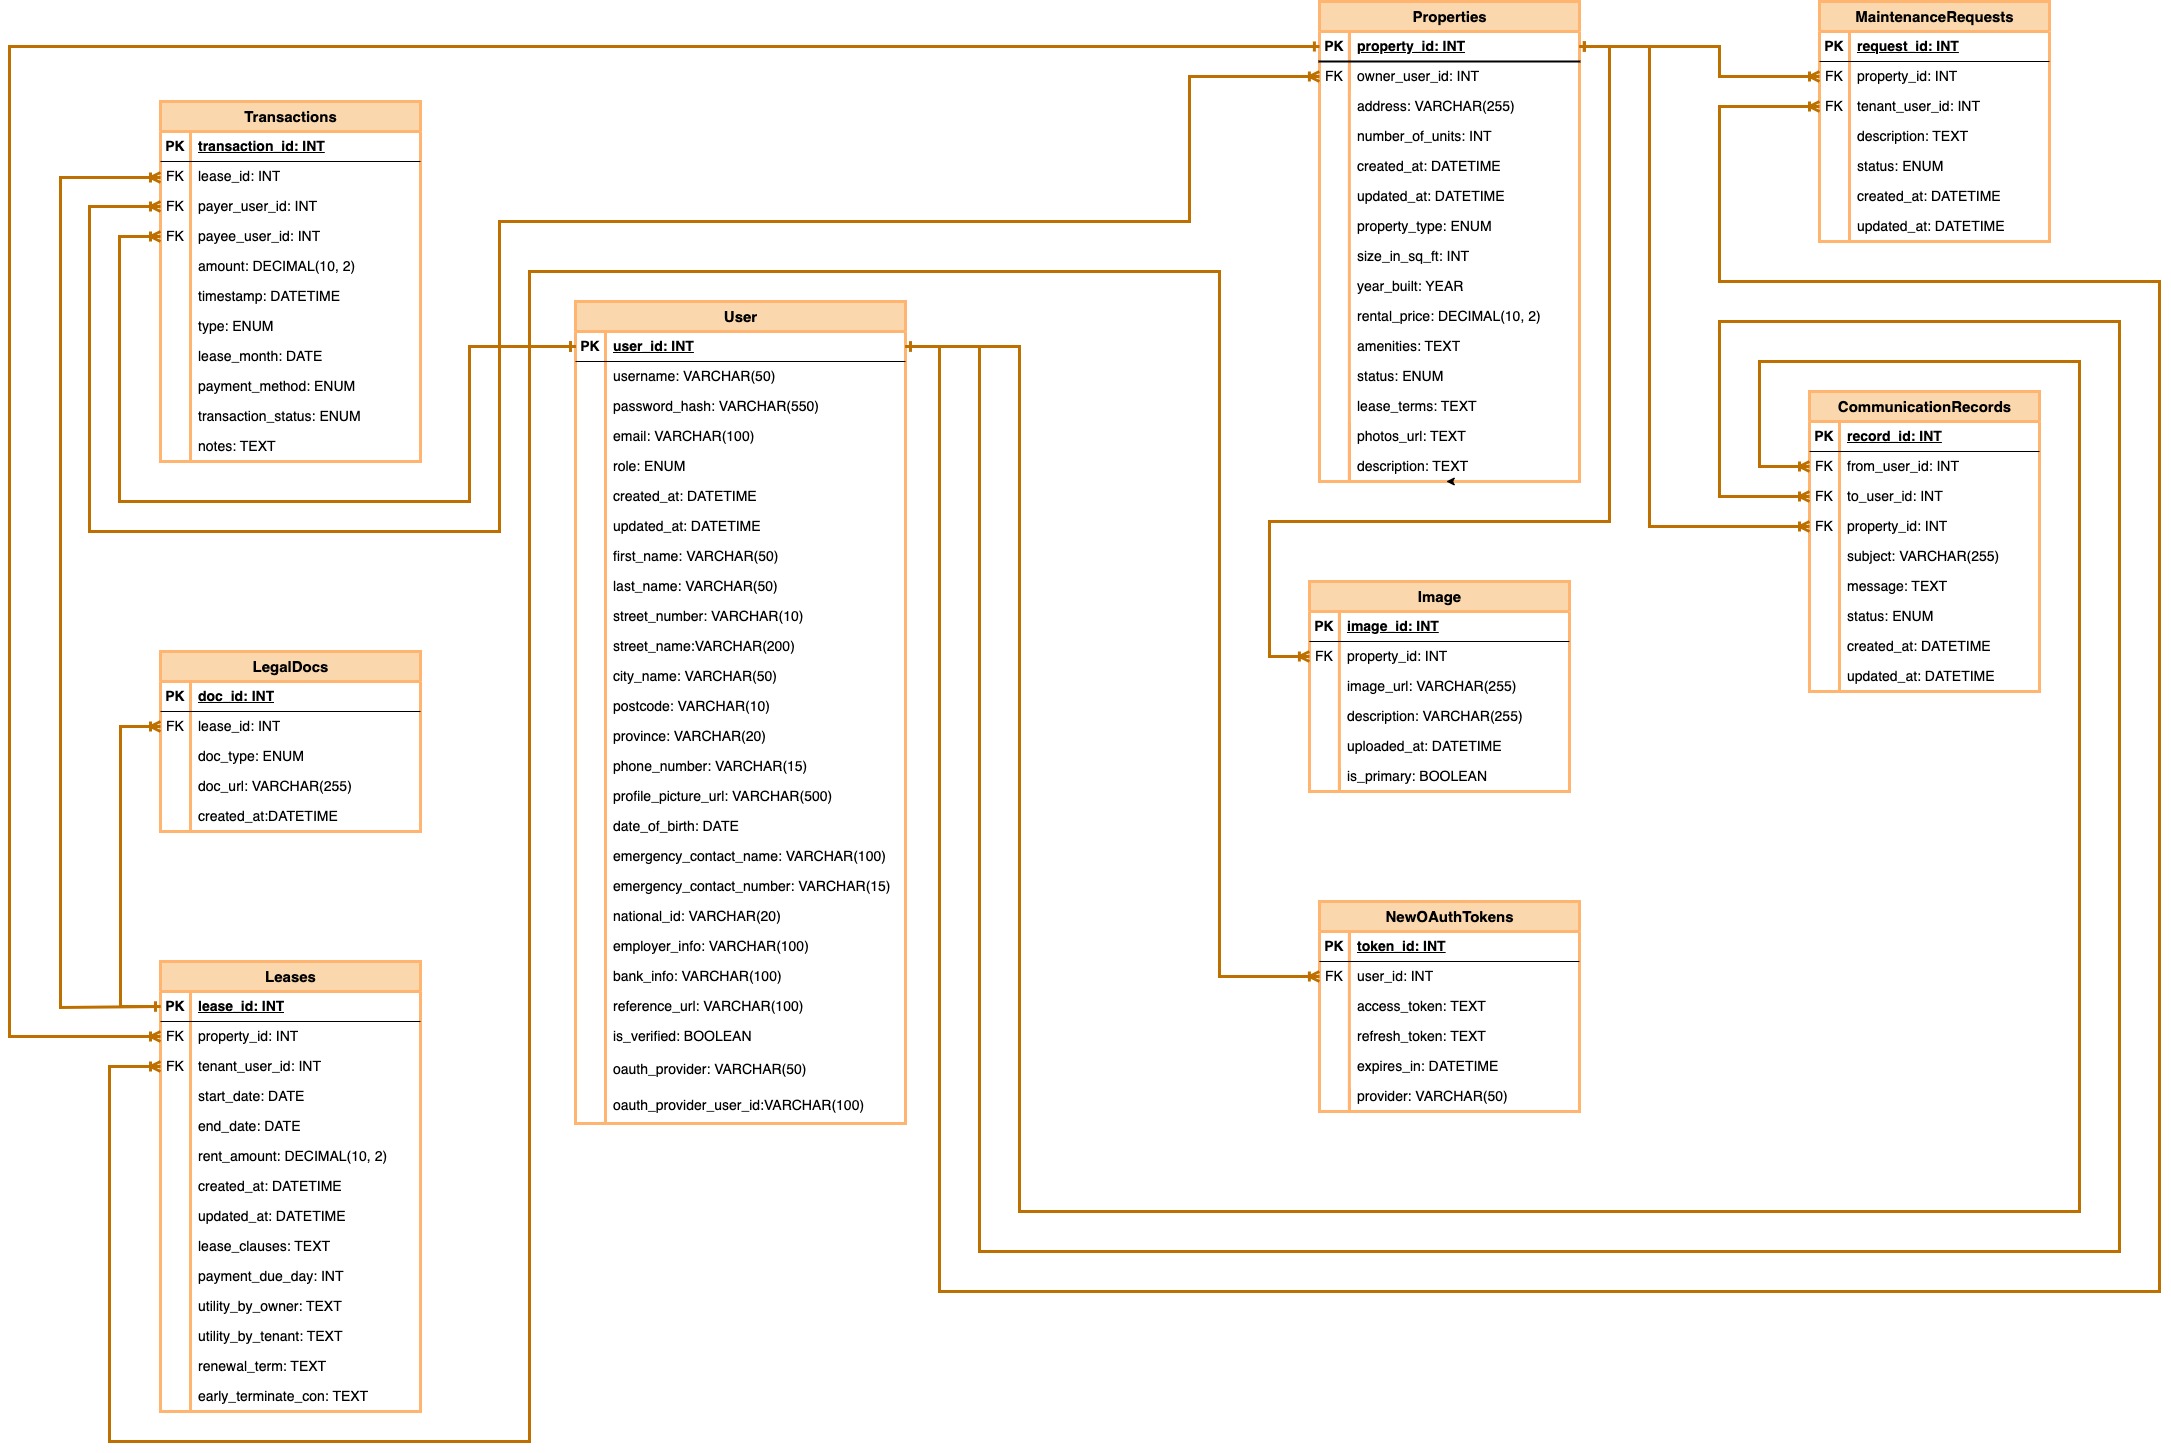 Properties
PK property_id: INT
FK owner_user_id: INT
address: VARCHAR(255)
number_of_units: INT
created_at: DATETIME
updated_at: DATETIME
property_type: ENUM
size_in_sq_ft: INT
year_built: YEAR
rental_price: DECIMAL(10, 2)
amenities: TEXT
status: ENUM
lease_terms: TEXT
photos_url: TEXT
description: TEXT
MaintenanceRequests
PK request_id: INT
FK property_id: INT
FK tenant_user_id: INT
description: TEXT
status: ENUM
created_at: DATETIME
updated_at: DATETIME
Transactions
PK transaction_id: INT
FK lease_id: INT
FK payer_user_id: INT
FK payee_user_id: INT
amount: DECIMAL(10, 2)
timestamp: DATETIME
type: ENUM
lease_month: DATE
payment_method: ENUM
transaction_status: ENUM
notes: TEXT
User
PK user_id: INT
username: VARCHAR(50)
password_hash: VARCHAR(550)
email: VARCHAR(100)
role: ENUM
created_at: DATETIME
updated_at: DATETIME
first_name: VARCHAR(50)
last_name: VARCHAR(50)
street_number: VARCHAR(10)
street_name:VARCHAR(200)
city_name: VARCHAR(50)
postcode: VARCHAR(10)
province: VARCHAR(20)
phone_number: VARCHAR(15)
profile_picture_url: VARCHAR(500)
date_of_birth: DATE
emergency_contact_name: VARCHAR(100)
emergency_contact_number: VARCHAR(15)
national_id: VARCHAR(20)
employer_info: VARCHAR(100)
bank_info: VARCHAR(100)
reference_url: VARCHAR(100)
is_verified: BOOLEAN
oauth_provider: VARCHAR(50)
oauth_provider_user_id:VARCHAR(100)
CommunicationRecords
PK record_id: INT
FK from_user_id: INT
FK to_user_id: INT
FK property_id: INT
subject: VARCHAR(255)
message: TEXT
status: ENUM
created_at: DATETIME
updated_at: DATETIME
Image
PK image_id: INT
FK property_id: INT
image_url: VARCHAR(255)
description: VARCHAR(255)
uploaded_at: DATETIME
is_primary: BOOLEAN
LegalDocs
PK doc_id: INT
FK lease_id: INT
doc_type: ENUM
doc_url: VARCHAR(255)
created_at:DATETIME
NewOAuthTokens
PK token_id: INT
FK user_id: INT
access_token: TEXT
refresh_token: TEXT
expires_in: DATETIME
provider: VARCHAR(50)
Leases
PK lease_id: INT
FK property_id: INT
FK tenant_user_id: INT
start_date: DATE
end_date: DATE
rent_amount: DECIMAL(10, 2)
created_at: DATETIME
updated_at: DATETIME
lease_clauses: TEXT
payment_due_day: INT
utility_by_owner: TEXT
utility_by_tenant: TEXT
renewal_term: TEXT
early_terminate_con: TEXT